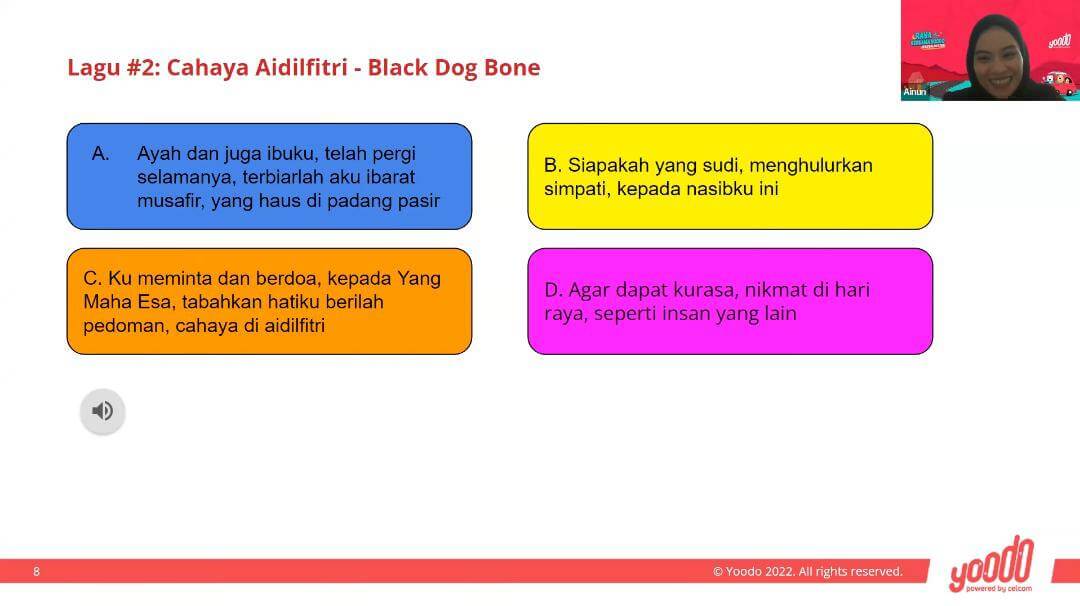 Lagu #2: Cahaya Aidilfitri - Black Dog Bone
RAYA
yoodo
Ainun
A. Ayah dan juga ibuku, telah pergi
selamanya, terbiarlah aku ibarat
musafir, yang haus di padang pasir
B. Siapakah yang sudi, menghulurkan
simpati, kepada nasibku ini
C. Ku meminta dan berdoa, kepada Yang
Maha Esa, tabahkan hatiku berilah
pedoman, cahaya di aidilfitri
D. Agar dapat kurasa, nikmat di hari
raya, seperti insan yang lain
8
© Yoodo 2022. All rights reserved.
yoodo
powered by celcom